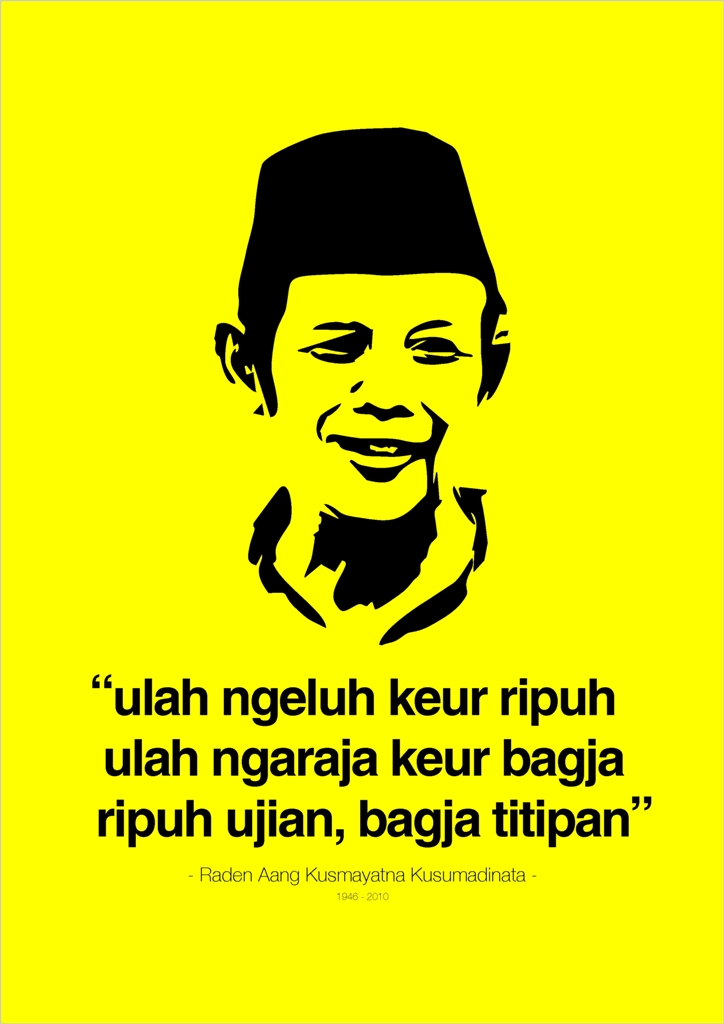 “ulah ngeluh keur ripuh
ulah ngaraja keur bagja
ripuh ujian, bagja titipan”
- Raden Aang Kusmayatna Kusumadinata -
1946 - 2010